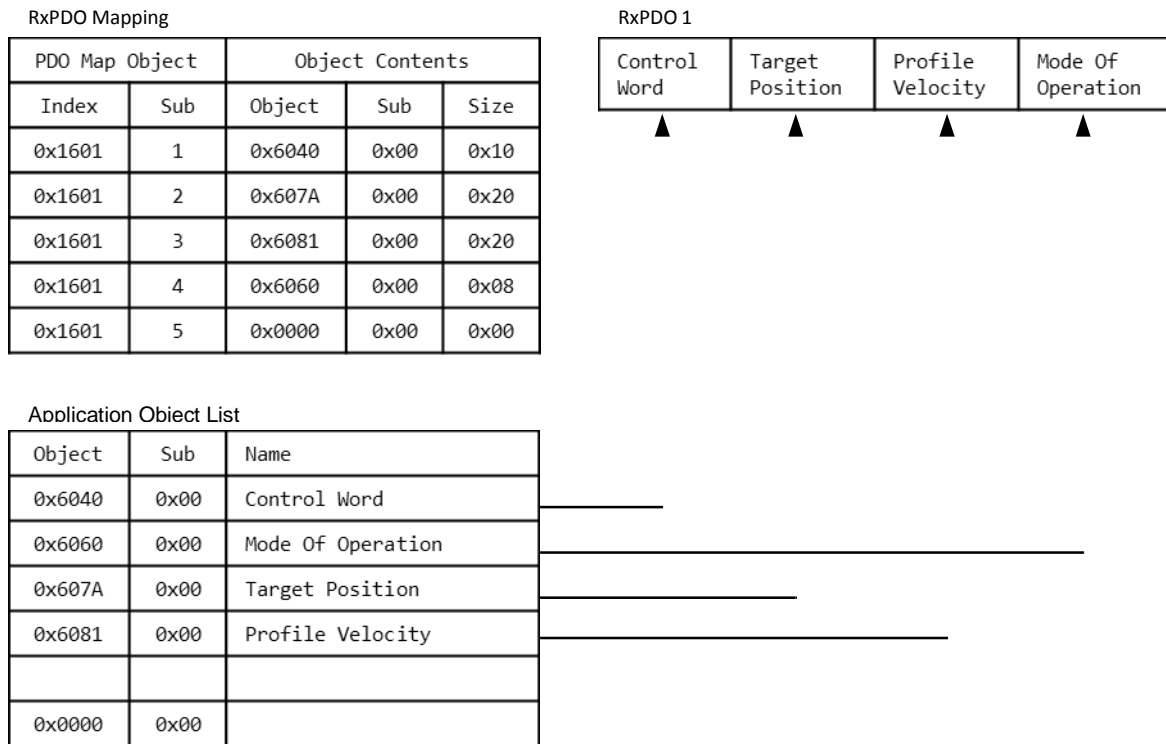 RxPDO Mapping
PDO Map Object Object Contents
Index Sub Object Sub Size
0x1601 1 0x6040 0x00 0x10
0x1601 2 0x607A 0x00 0x20
0x1601 3 0x6081 0x00 0x20
0x1601 4 0x6060 0x00 0x08
0x1601 5 0x0000 0x00 0x00
RxPDO 1
Control Word
Target Position
Profile Velocity
Mode Of Operation
Application Object List
Object Sub Name
0x6040 0x00 Control Word
0x6060 0x00 Mode Of Operation
0x607A 0x00 Target Position
0x6081 0x00 Profile Velocity
0x0000 0x00